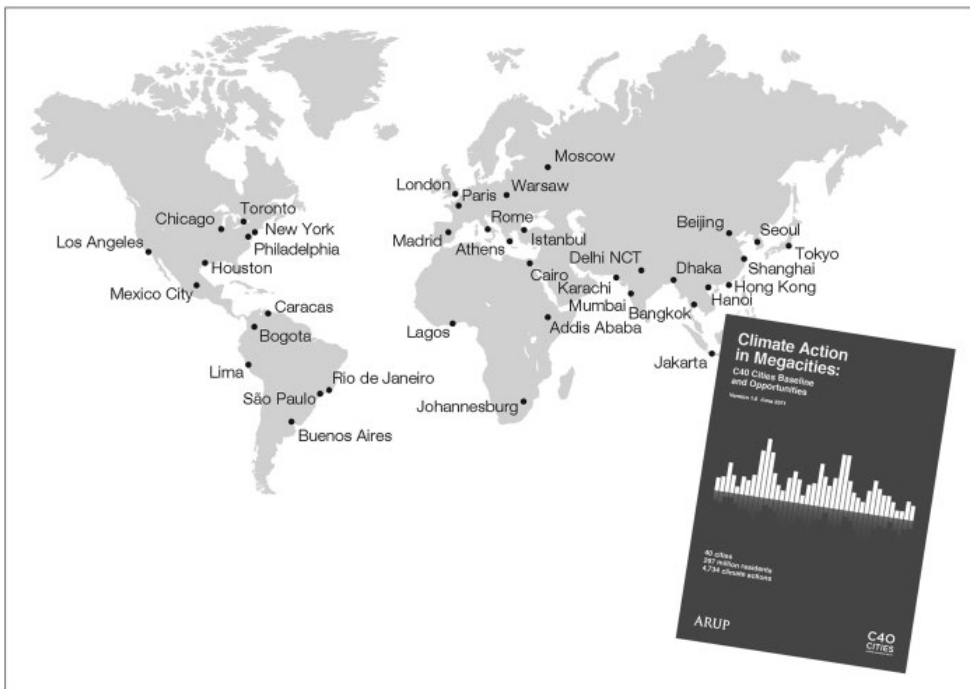 Moscow
London
Paris
Warsaw
Chicago
Toronto
New York
Rome
Beijing
Seoul
Los Angeles
Philadelphia
Madrid
Athens
Istanbul
Tokyo
Houston
Delhi NCT
Dhaka
Shanghai
Cairo
Karachi
Hong Kong
Mexico City
Mumbai
Hanoi
Caracas
Bangkok
Lagos
Addis Ababa
Bogota
Jakarta
Lima
Rio de Janeiro
São Paulo
Johannesburg
Buenos Aires
Climate Action
in Megacities:
C40 Cities Baseline
and Opportunities
Version 1.0 June 2011
40 cities
297 million residents
4,734 climate actions
ARUP
C40
CITIES